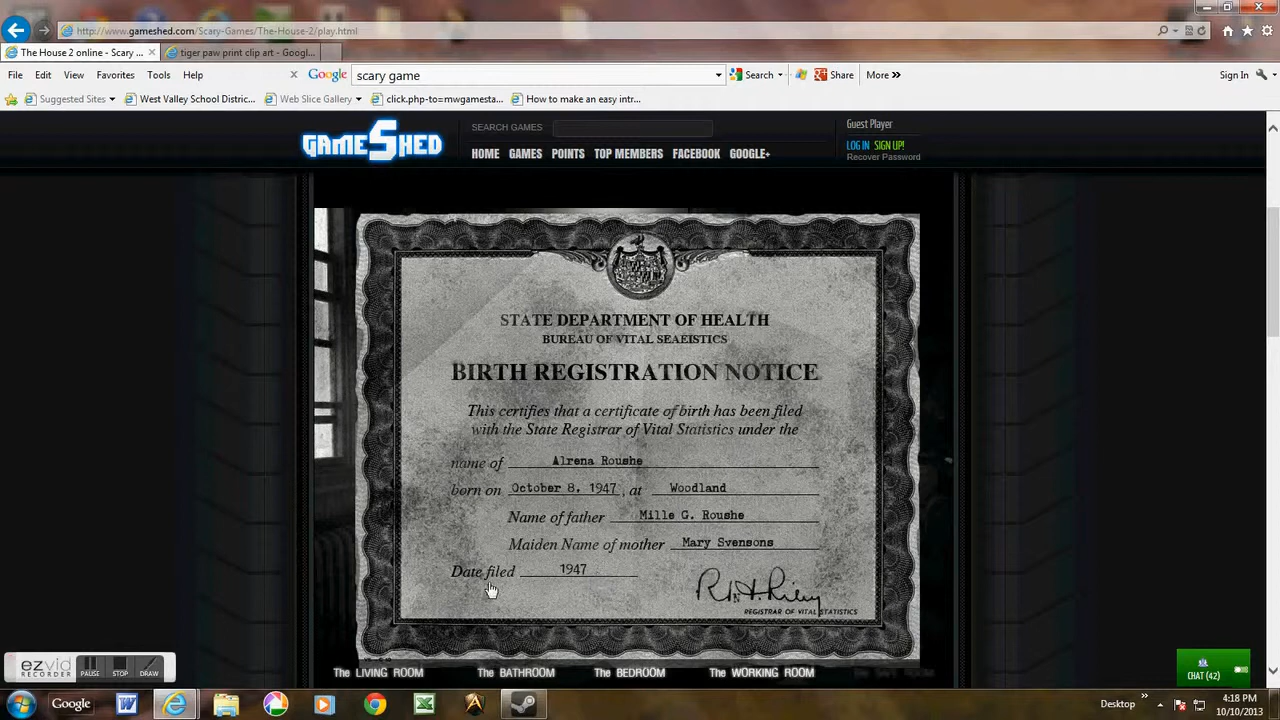 http://www.gameshed.com/Scary-Games/The-House-2/play.html
The House 2 online - Scary ... tiger paw print clip art - Googl...
File Edit View Favorites Tools Help Google scary game Search Share More Sign In
Suggested Sites West Valley School Distric... Web Slice Gallery click.php-to=mwgamesta... How to make an easy intr...
GAMESHED SEARCH GAMES Guest Player
HOME GAMES POINTS TOP MEMBERS FACEBOOK GOOGLE+ LOG IN SIGN UP!
Recover Password
STATE DEPARTMENT OF HEALTH
BUREAU OF VITAL SEAEISTICS
BIRTH REGISTRATION NOTICE
This certifies that a certificate of birth has been filed
with the State Registrar of Vital Statistics under the
name of Alrena Roushe
born on October 8, 1947, at Woodland
Name of father Mille G. Roushe
Maiden Name of mother Mary Svensons
Date filed 1947
REGISTRAR OF VITAL STATISTICS
The LIVING ROOM The BATHROOM The BEDROOM The WORKING ROOM
ezvid RECORDER PAUSE STOP DRAW
CHAT (42)
Google Desktop 4:18 PM
10/10/2013